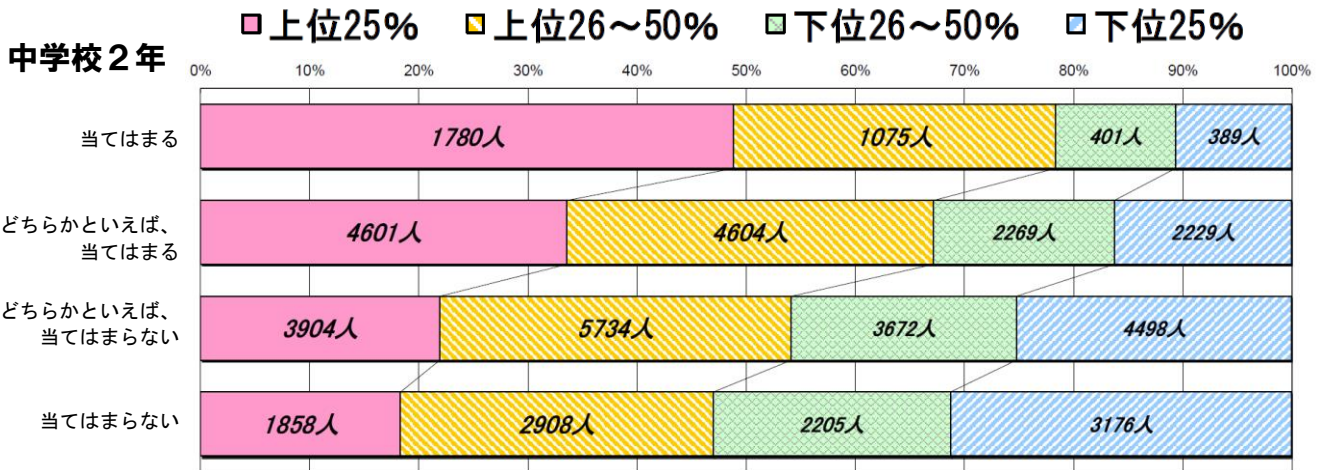 上位25% 上位26～50% 下位26～50% 下位25%
中学校２年
0% 10% 20% 30% 40% 50% 60% 70% 80% 90% 100%
当てはまる 1780人 1075人 401人 389人
どちらかといえば、
当てはまる 4601人 4604人 2269人 2229人
どちらかといえば、
当てはまらない 3904人 5734人 3672人 4498人
当てはまらない 1858人 2908人 2205人 3176人